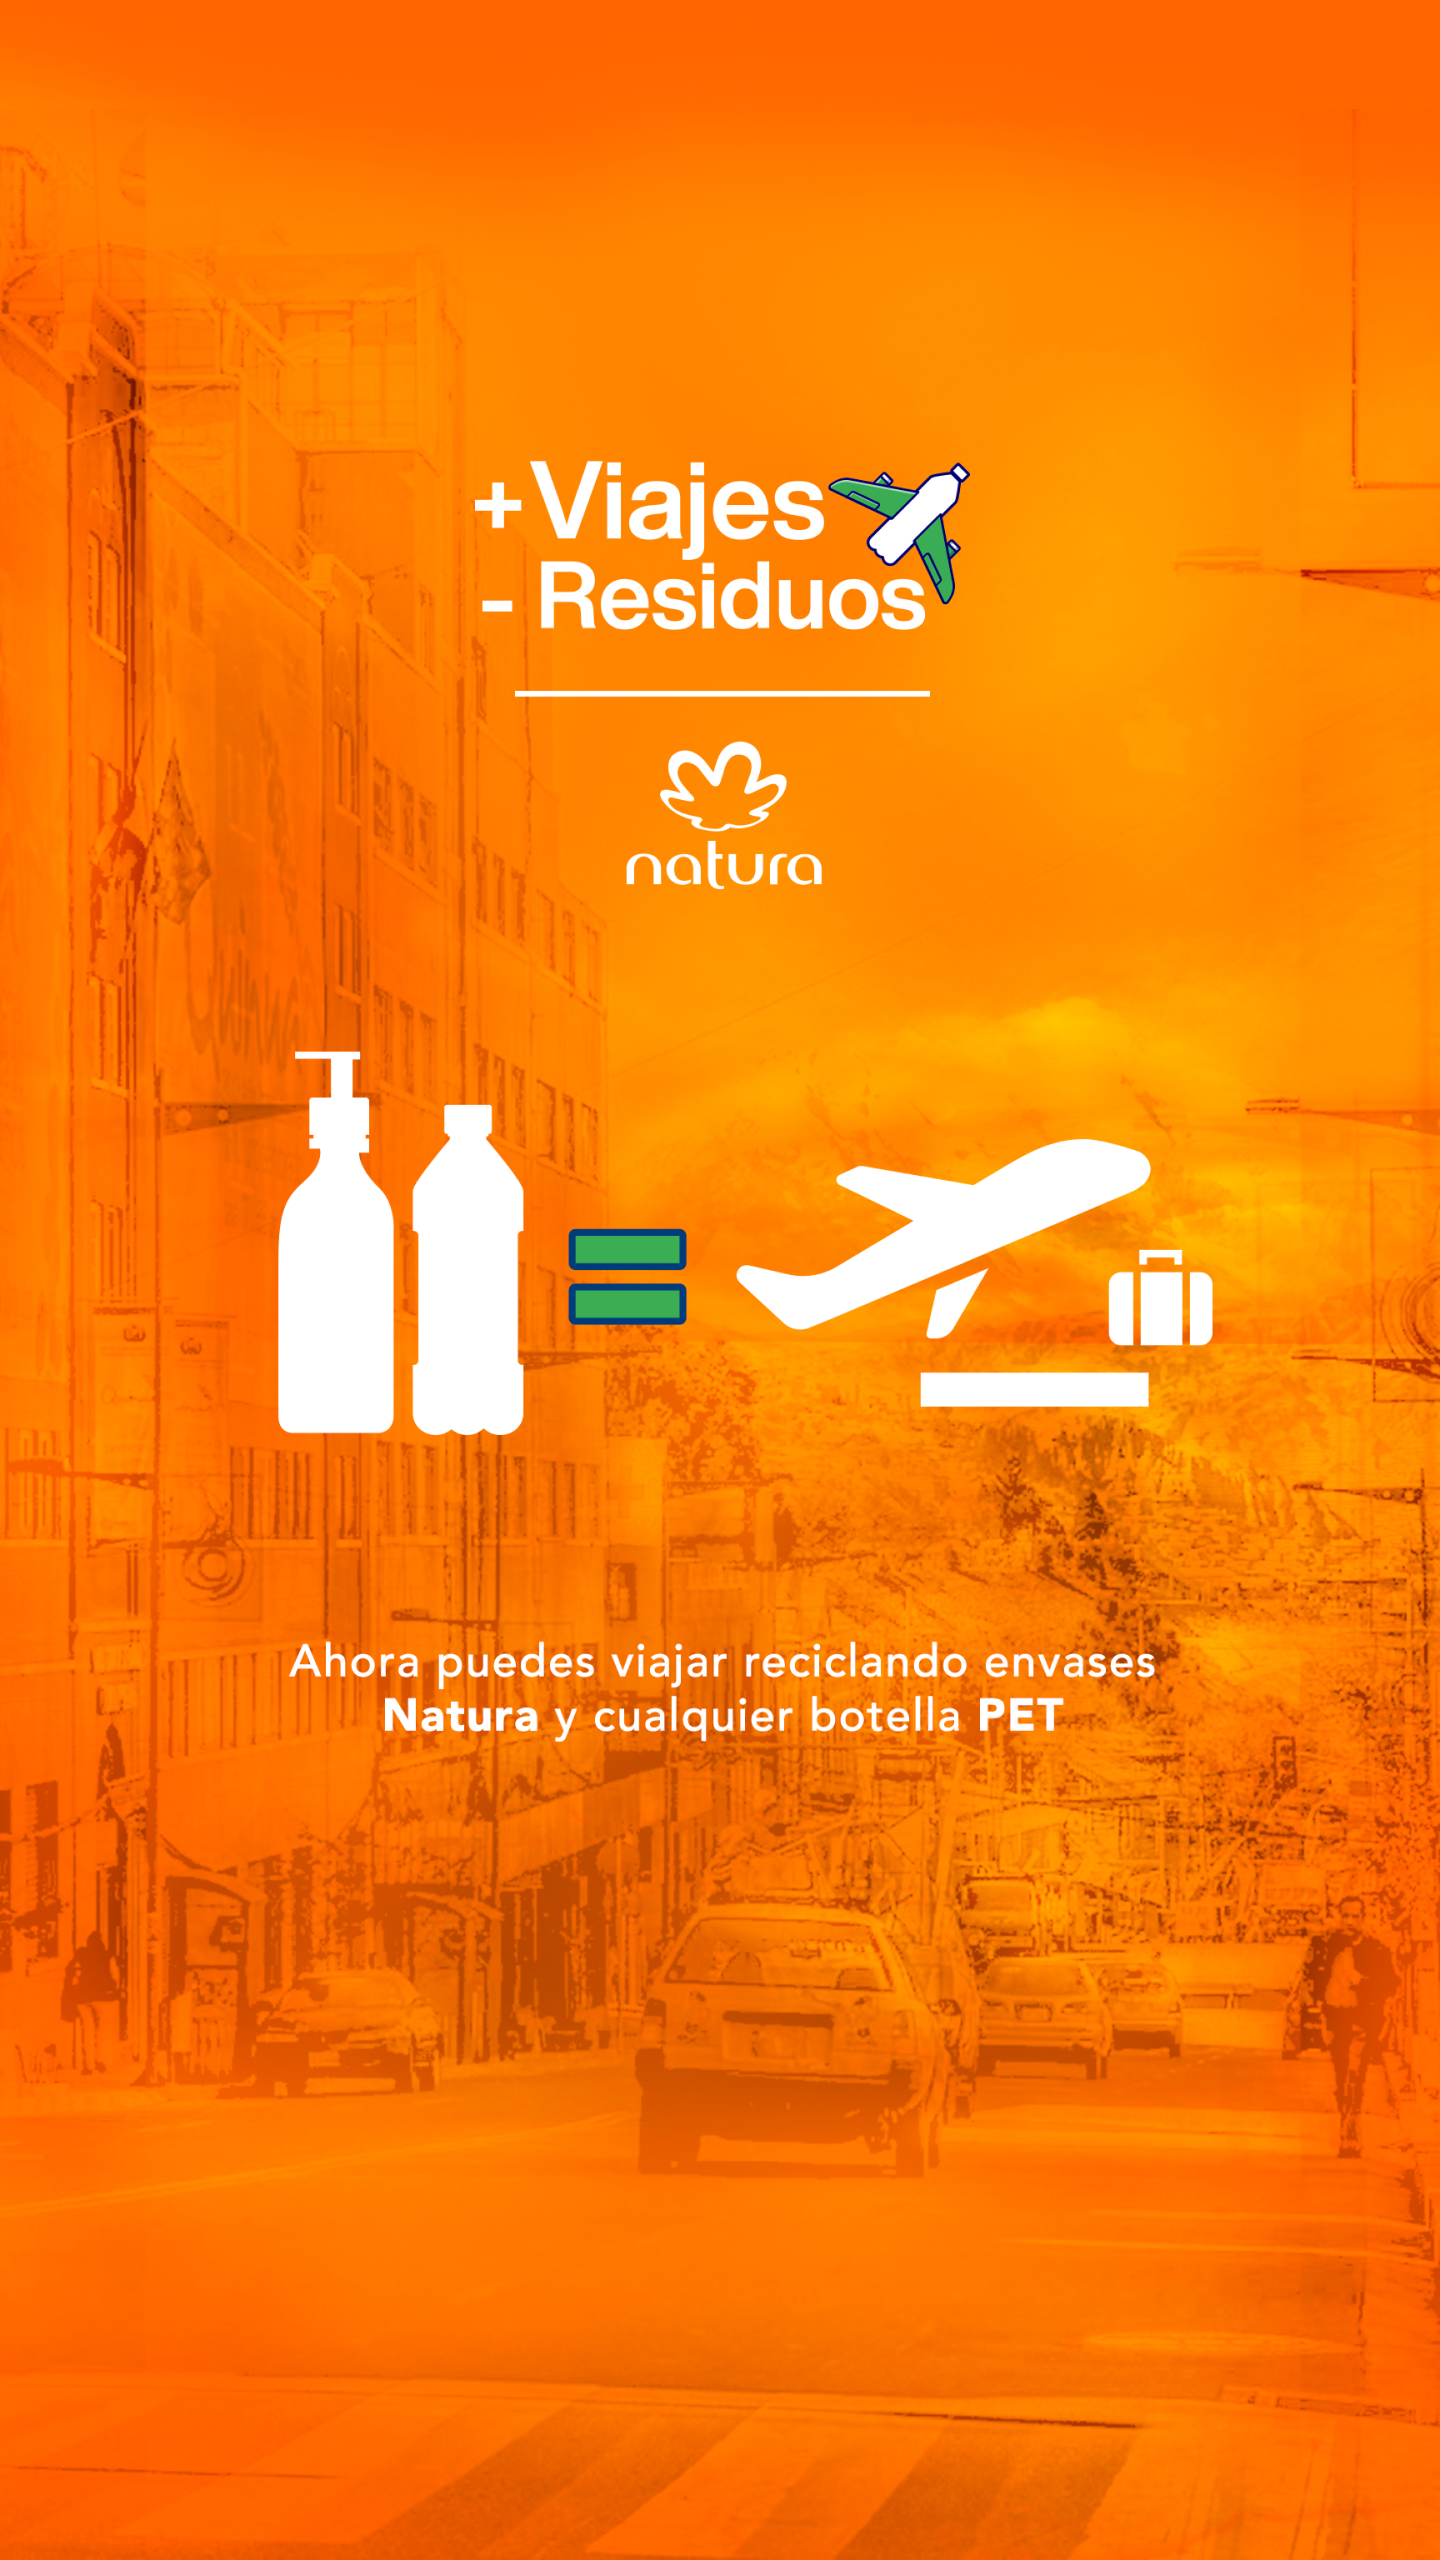 +Viajes
- Residuos
natura
Ahora puedes viajar reciclando envases
Natura y cualquier botella PET